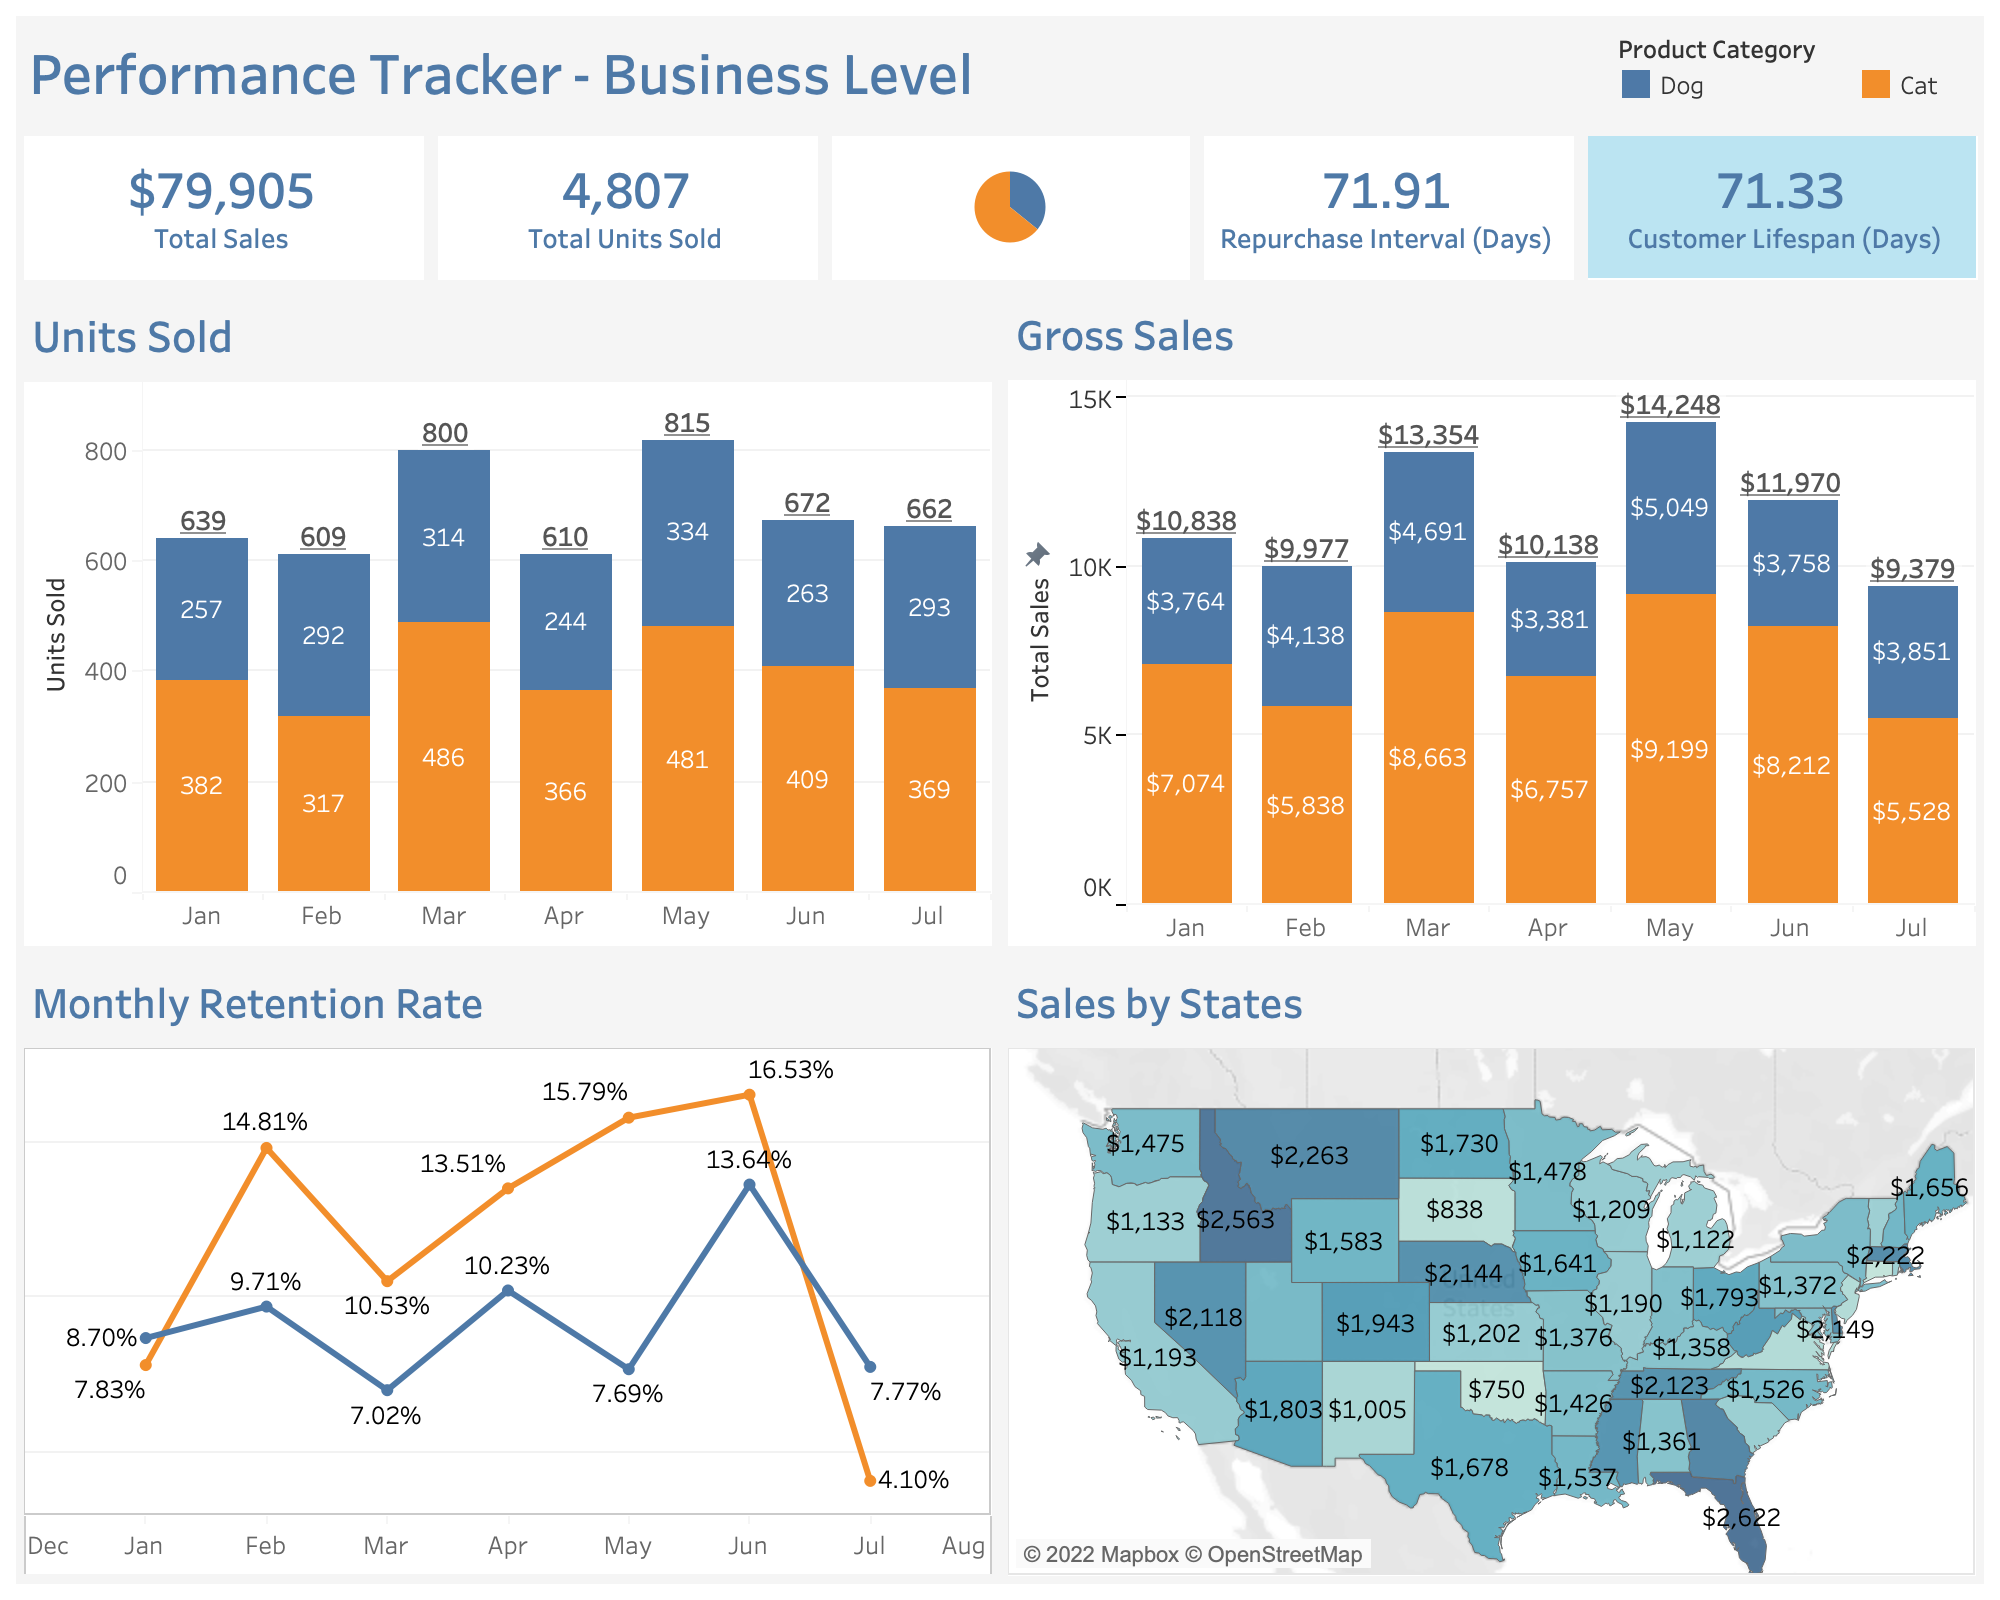 Performance Tracker - Business Level
Product Category
Dog
Cat
$79,905
Total Sales
4,807
Total Units Sold
71.91
Repurchase Interval (Days)
71.33
Customer Lifespan (Days)
Units Sold
Units Sold
800
600
400
200
0
639
257
382
609
292
317
800
314
486
610
244
366
815
334
481
672
263
409
662
293
369
Jan
Feb
Mar
Apr
May
Jun
Jul
Gross Sales
Total Sales
15K
10K
5K
0K
$10,838
$3,764
$7,074
$9,977
$4,138
$5,838
$13,354
$4,691
$8,663
$10,138
$3,381
$6,757
$14,248
$5,049
$9,199
$11,970
$3,758
$8,212
$9,379
$3,851
$5,528
Jan
Feb
Mar
Apr
May
Jun
Jul
Monthly Retention Rate
8.70%
7.83%
14.81%
9.71%
10.53%
7.02%
13.51%
10.23%
15.79%
7.69%
16.53%
13.64%
7.77%
4.10%
Dec
Jan
Feb
Mar
Apr
May
Jun
Jul
Aug
Sales by States
$1,475
$2,263
$1,730
$1,478
$1,656
$1,133
$2,563
$838
$1,209
$1,122
$1,583
$2,222
$2,144
$1,641
$1,372
$2,118
$1,943
States
$1,202
$1,376
$1,190
$1,793
$2,149
$1,193
$1,358
$1,803
$1,005
$750
$1,426
$2,123
$1,526
$1,678
$1,537
$1,361
$2,622
© 2022 Mapbox © OpenStreetMap